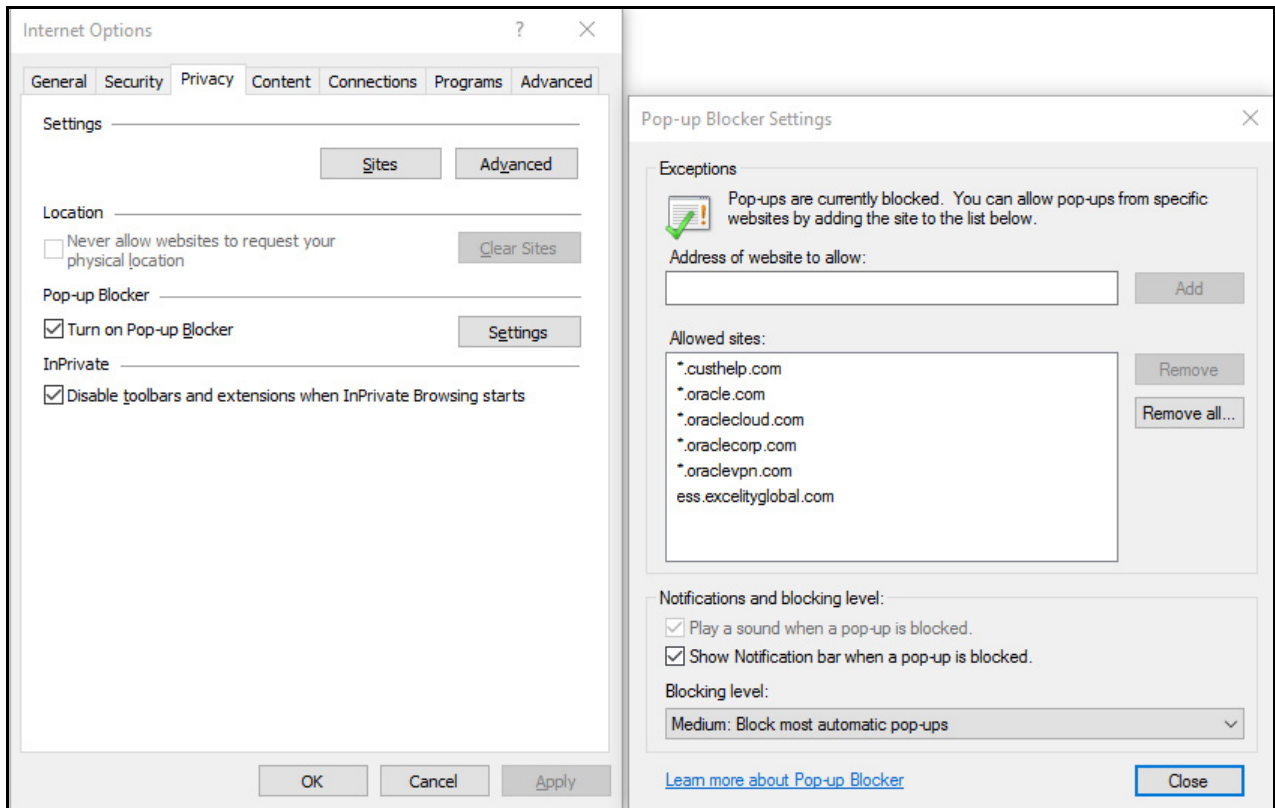 Internet Options
?
General Security Privacy Content Connections Programs Advanced
Settings
Sites Advanced
Location
Never allow websites to request your
physical location
Clear Sites
Pop-up Blocker
Turn on Pop-up Blocker Settings
InPrivate
Disable toolbars and extensions when InPrivate Browsing starts
OK Cancel Apply
Pop-up Blocker Settings
Exceptions
Pop-ups are currently blocked. You can allow pop-ups from specific
websites by adding the site to the list below.
Address of website to allow:
Add
Allowed sites:
*.custhelp.com
*.oracle.com
*.oraclecloud.com
*.oraclecorp.com
*.oraclevpn.com
ess.excelityglobal.com
Remove
Remove all...
Notifications and blocking level:
Play a sound when a pop-up is blocked.
Show Notification bar when a pop-up is blocked.
Blocking level:
Medium: Block most automatic pop-ups
Learn more about Pop-up Blocker Close